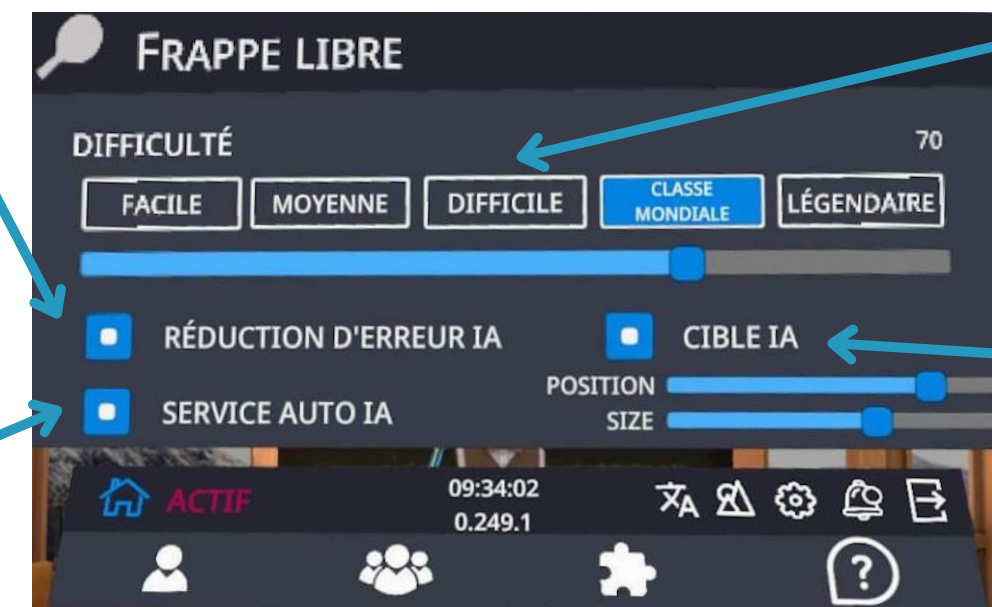 FRAPPE LIBRE
DIFFICULTÉ
70
FACILE
MOYENNE
DIFFICILE
CLASSE
MONDIALE
LÉGENDAIRE
RÉDUCTION D'ERREUR IA
CIBLE IA
POSITION
SERVICE AUTO IA
SIZE
ACTIF
09:34:02
0.249.1
?